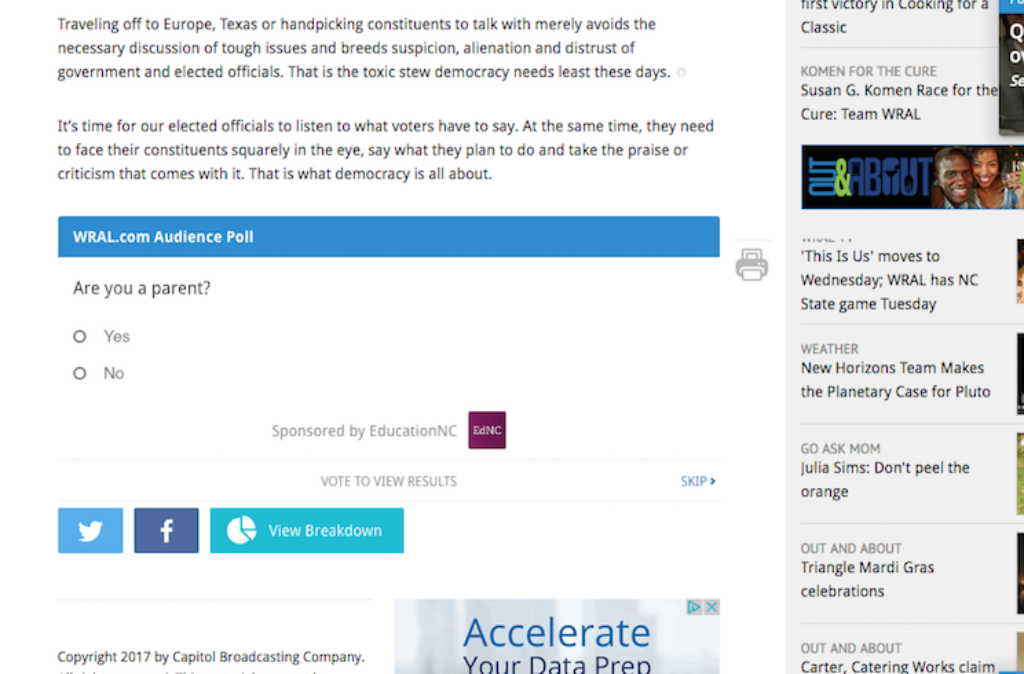 Traveling off to Europe, Texas or handpicking constituents to talk with merely avoids the
necessary discussion of tough issues and breeds suspicion, alienation and distrust of
government and elected officials. That is the toxic stew democracy needs least these days.
It's time for our elected officials to listen to what voters have to say. At the same time, they need
to face their constituents squarely in the eye, say what they plan to do and take the praise or
criticism that comes with it. That is what democracy is all about.
WRAL.com Audience Poll
Are you a parent?
Yes
No
Sponsored by EducationNC
EdNC
VOTE TO VIEW RESULTS
SKIP
View Breakdown
Copyright 2017 by Capitol Broadcasting Company.
Accelerate
Your Data Prep
first victory in Cooking for a
Classic
KOMEN FOR THE CURE
Susan G. Komen Race for the
Cure: Team WRAL
OUT & ABOUT
WRAL TV
'This Is Us' moves to
Wednesday; WRAL has NC
State game Tuesday
WEATHER
New Horizons Team Makes
the Planetary Case for Pluto
GO ASK MOM
Julia Sims: Don't peel the
orange
OUT AND ABOUT
Triangle Mardi Gras
celebrations
OUT AND ABOUT
Carter, Catering Works claim